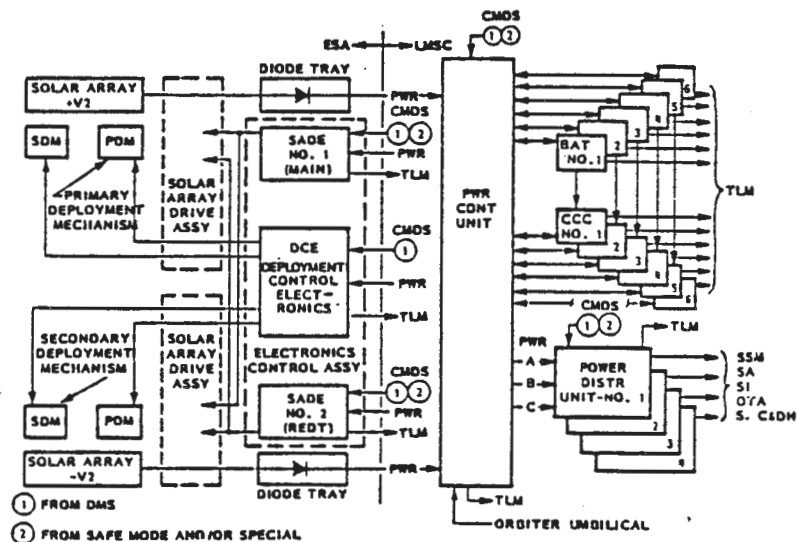 CMDS
1 2
ESA LMSC
DIODE TRAY
SOLAR ARRAY
+V2
PWR
CMDS
1 2
SDM
PDM
SADE
NO. 1
(MAIN)
PWR
TLM
PRIMARY
DEPLOYMENT
MECHANISM
SOLAR
ARRAY
DRIVE
ASSY
PWR
CONT
UNIT
6
5
4
3
2
BAT
NO. 1
TLM
CCC
NO. 1
2
3
4
5
6
DCE
DEPLOYMENT
CONTROL
ELECT-
RONICS
CMDS
1
PWR
TLM
SECONDARY
DEPLOYMENT
MECHANISM
SOLAR
ARRAY
DRIVE
ASSY
ELECTRONICS
CONTROL ASSY
CMDS
1 2
SADE
NO. 2
(REDT)
PWR
TLM
SDM
PDM
SOLAR ARRAY
-V2
DIODE TRAY
PWR
CMDS
1 2
TLM
PWR
A
B
C
POWER
DISTR
UNIT-NO. 1
2
3
4
SSM
SA
SI
OTA
S. C&DH
TLM
ORBITER UMBILICAL
1 FROM DMS
2 FROM SAFE MODE AND/OR SPECIAL